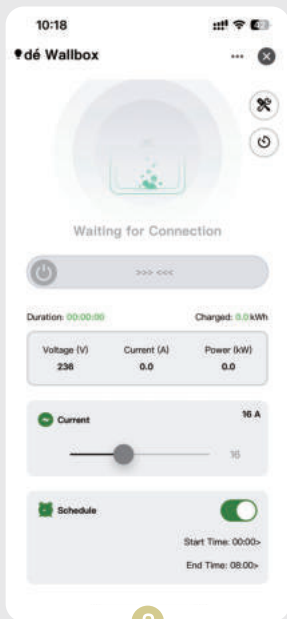 10:18
dé Wallbox
Waiting for Connection
>>> <<<
Duration: 00:00:00 Charged: 0.0 kWh
Voltage (V) Current (A) Power (kW)
236 0.0 0.0
Current 16 A
16
Schedule
Start Time: 00:00>
End Time: 08:00>